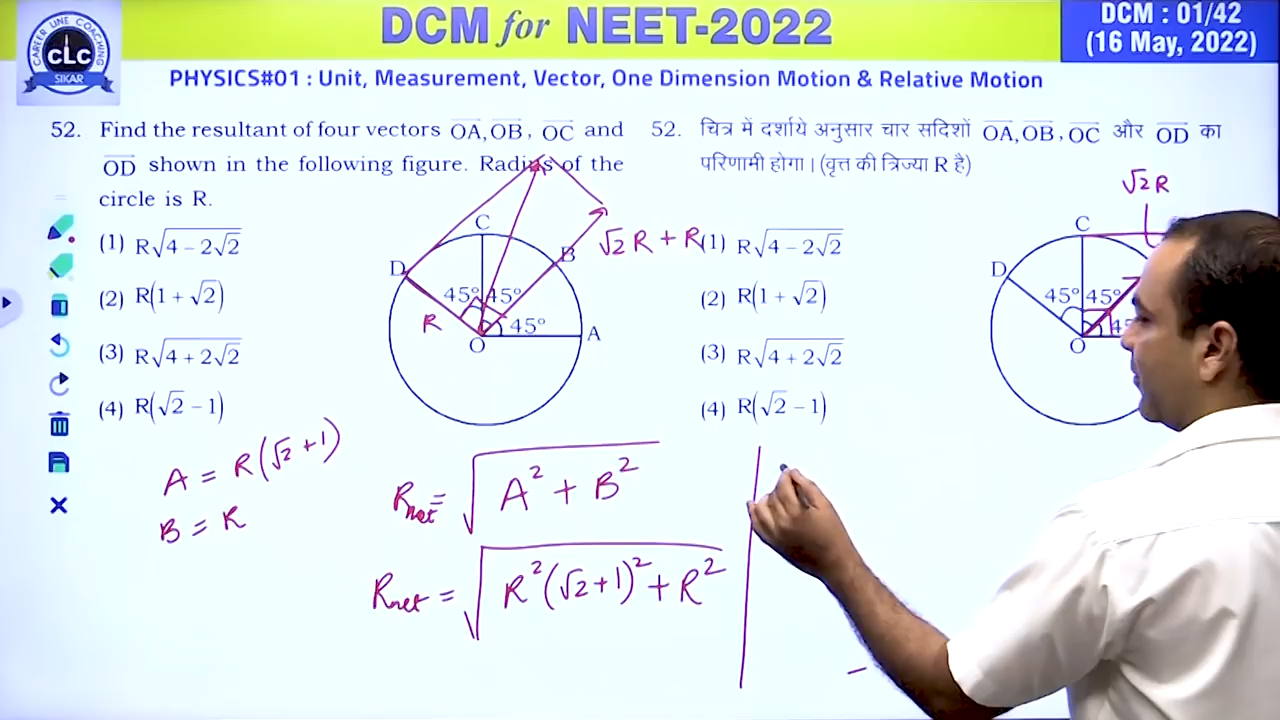 DCM for NEET-2022
DCM : 01/42
(16 May, 2022)
CAREER LINE COACHING
CLC
SIKAR
PHYSICS#01 : Unit, Measurement, Vector, One Dimension Motion & Relative Motion
52. Find the resultant of four vectors OA, OB, OC and
OD shown in the following figure. Radius of the
circle is R.
(1) R√(4 − 2√2)
(2) R(1 + √2)
(3) R√(4 + 2√2)
(4) R(√2 − 1)
C
D
B
45° 45°
45°
R
O
A
√2 R + R
52. चित्र में दर्शाये अनुसार चार सदिशों OA, OB, OC और OD का
परिणामी होगा। (वृत्त की त्रिज्या R है)
(1) R√(4 − 2√2)
(2) R(1 + √2)
(3) R√(4 + 2√2)
(4) R(√2 − 1)
√2 R
C
D
45° 45°
O
A = R(√2 + 1)
B = R
Rnet = √(A² + B²)
Rnet = √(R²(√2+1)² + R²)